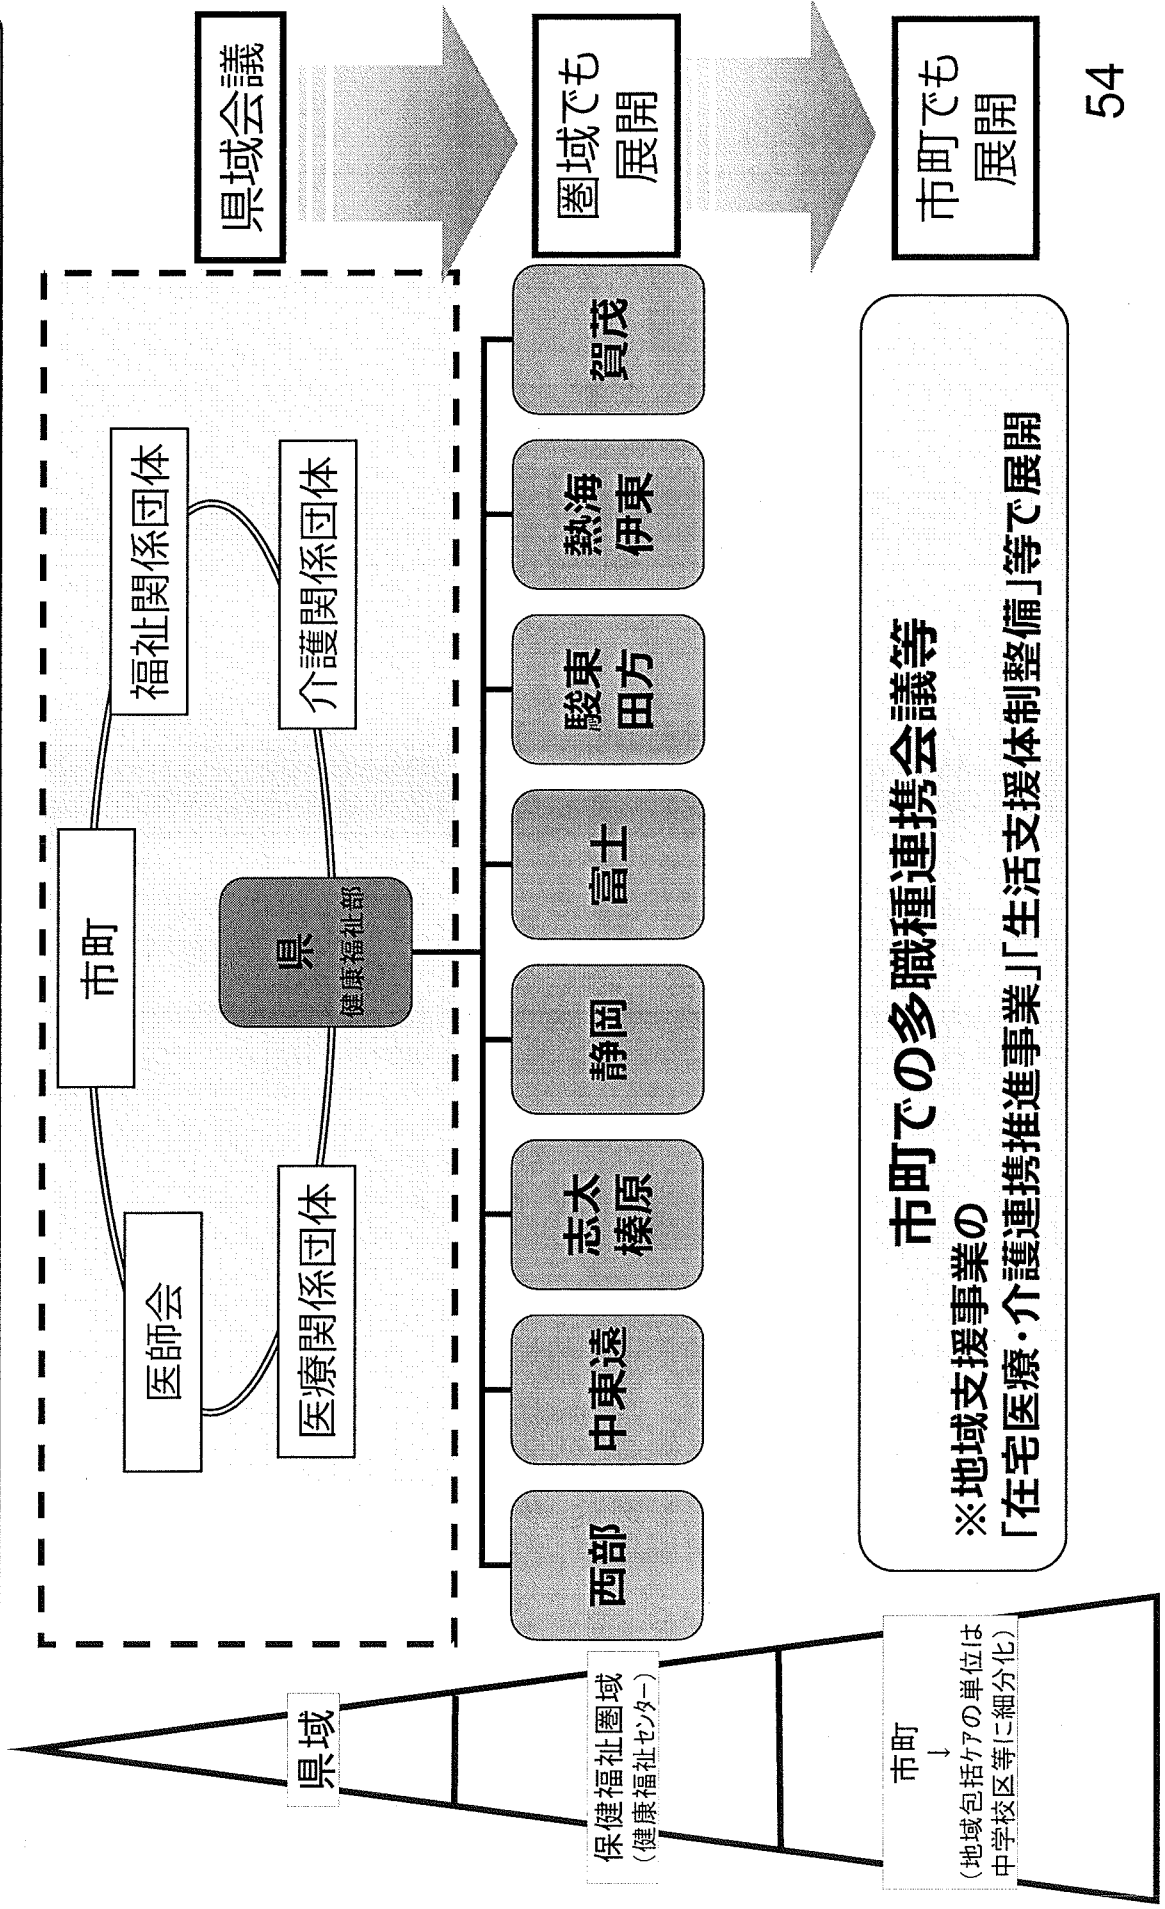 県域
保健福祉圏域
（健康福祉センター）
市町
↓
（地域包括ケアの単位は
中学校区等に細分化）
市町
医師会
福祉関係団体
県
健康福祉部
医療関係団体
介護関係団体
西部
中東遠
志太
榛原
静岡
富士
駿東
田方
熱海
伊東
賀茂
市町での多職種連携会議等
※地域支援事業の
「在宅医療・介護連携推進事業」「生活支援体制整備」等で展開
県域会議
圏域でも
展開
市町でも
展開
54